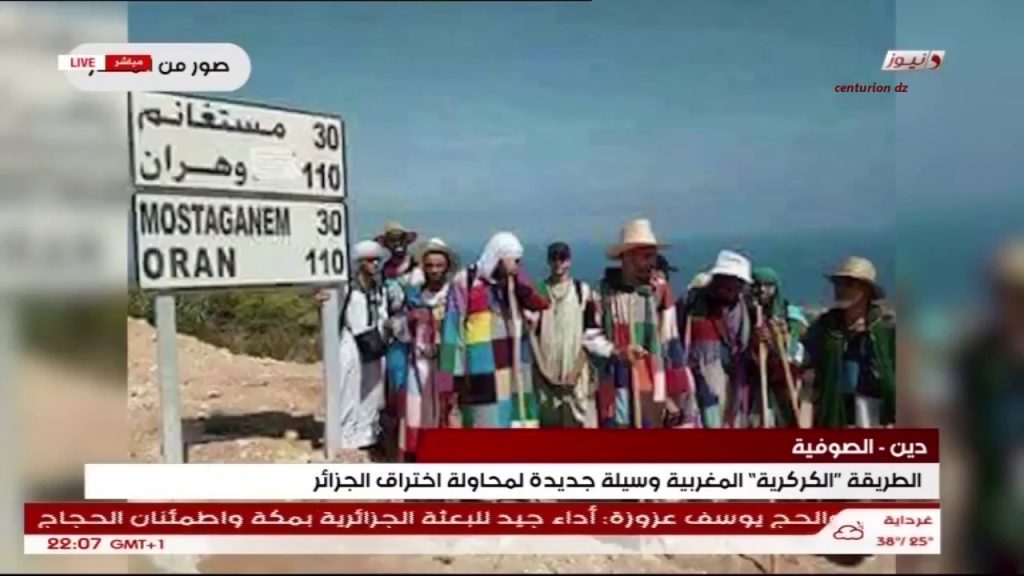 LIVE مباشر
صور من
نيوز
centurion dz
مستغانم 30
وهران 110
MOSTAGANEM 30
ORAN 110
دين - الصوفية
الطريقة "الكركرية" المغربية وسيلة جديدة لمحاولة اختراق الجزائر
والحج يوسف عزوزة: أداء جيد للبعثة الجزائرية بمكة واطمئنان الحجاج
غرداية
38°/ 25°
22:07 GMT+1